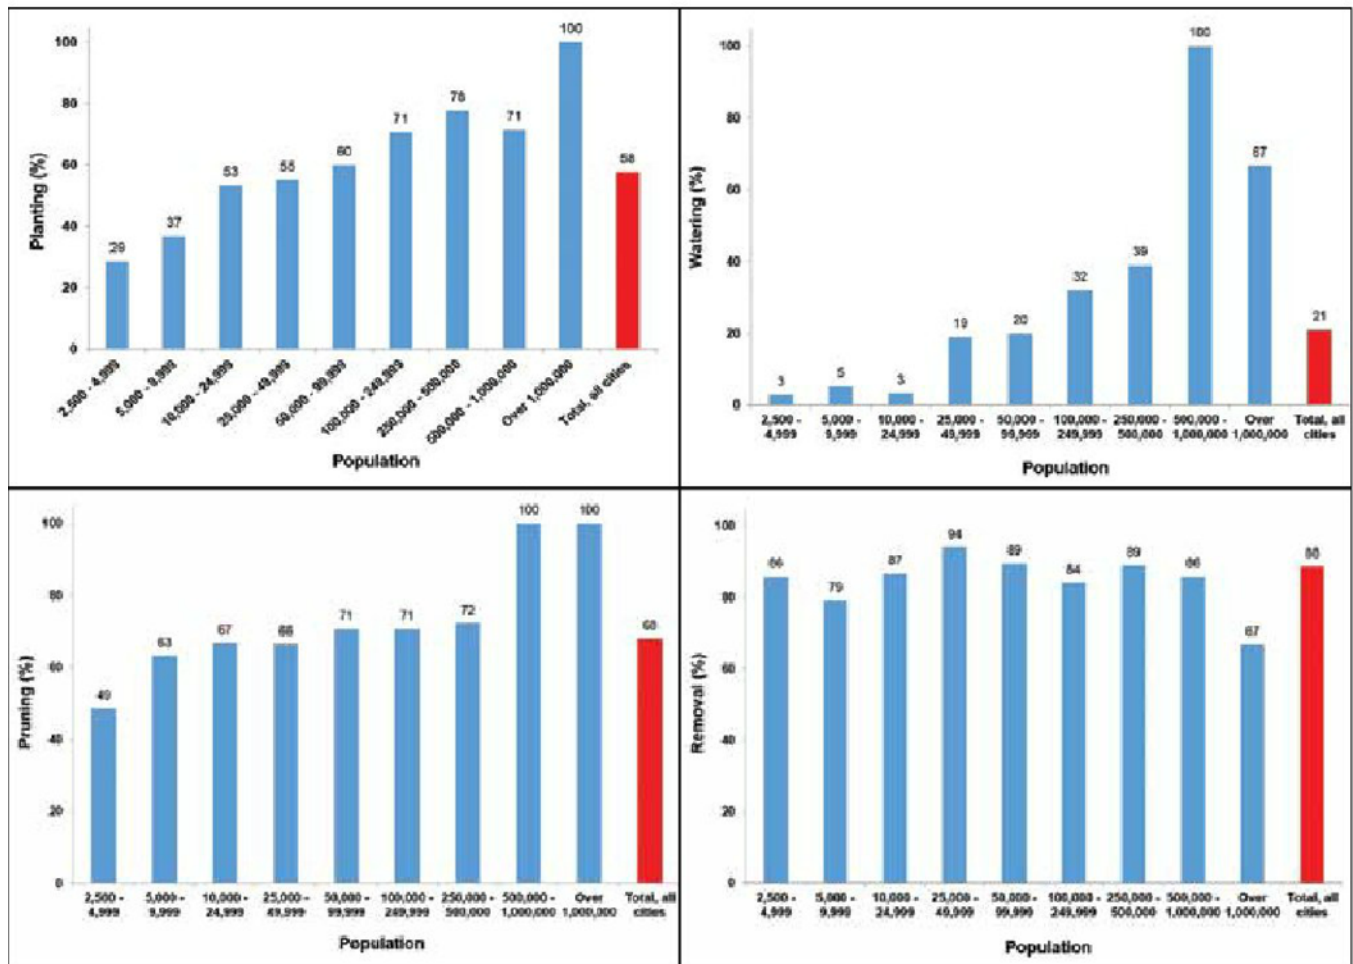 100
29
37
53
55
60
71
78
71
100
58
100
80
60
40
20
0
Planting (%)
2,500 - 4,999
5,000 - 9,999
10,000 - 24,999
25,000 - 49,999
50,000 - 99,999
100,000 - 249,999
250,000 - 500,000
500,000 - 1,000,000
Over 1,000,000
Total, all cities
Population
100
80
60
40
20
0
Watering (%)
3
5
3
19
20
32
39
100
67
21
2,500 - 5,000 - 10,000 - 25,000 - 50,000 - 100,000 - 250,000 - 500,000 - Over Total, all
4,999 9,999 24,999 49,999 99,999 249,999 500,000 1,000,000 1,000,000 cities
Population
100
80
60
40
20
0
Pruning (%)
49
63
67
66
71
71
72
100
100
68
2,500 - 5,000 - 10,000 - 25,000 - 50,000 - 100,000 - 250,000 - 500,000 - Over Total, all
4,999 9,999 24,999 49,999 99,999 249,999 500,000 1,000,000 1,000,000 cities
Population
100
80
60
40
20
0
Removal (%)
86
79
87
94
89
84
89
86
67
88
2,500 - 5,000 - 10,000 - 25,000 - 50,000 - 100,000 - 250,000 - 500,000 - Over Total, all
4,999 9,999 24,999 49,999 99,999 249,999 500,000 1,000,000 1,000,000 cities
Population